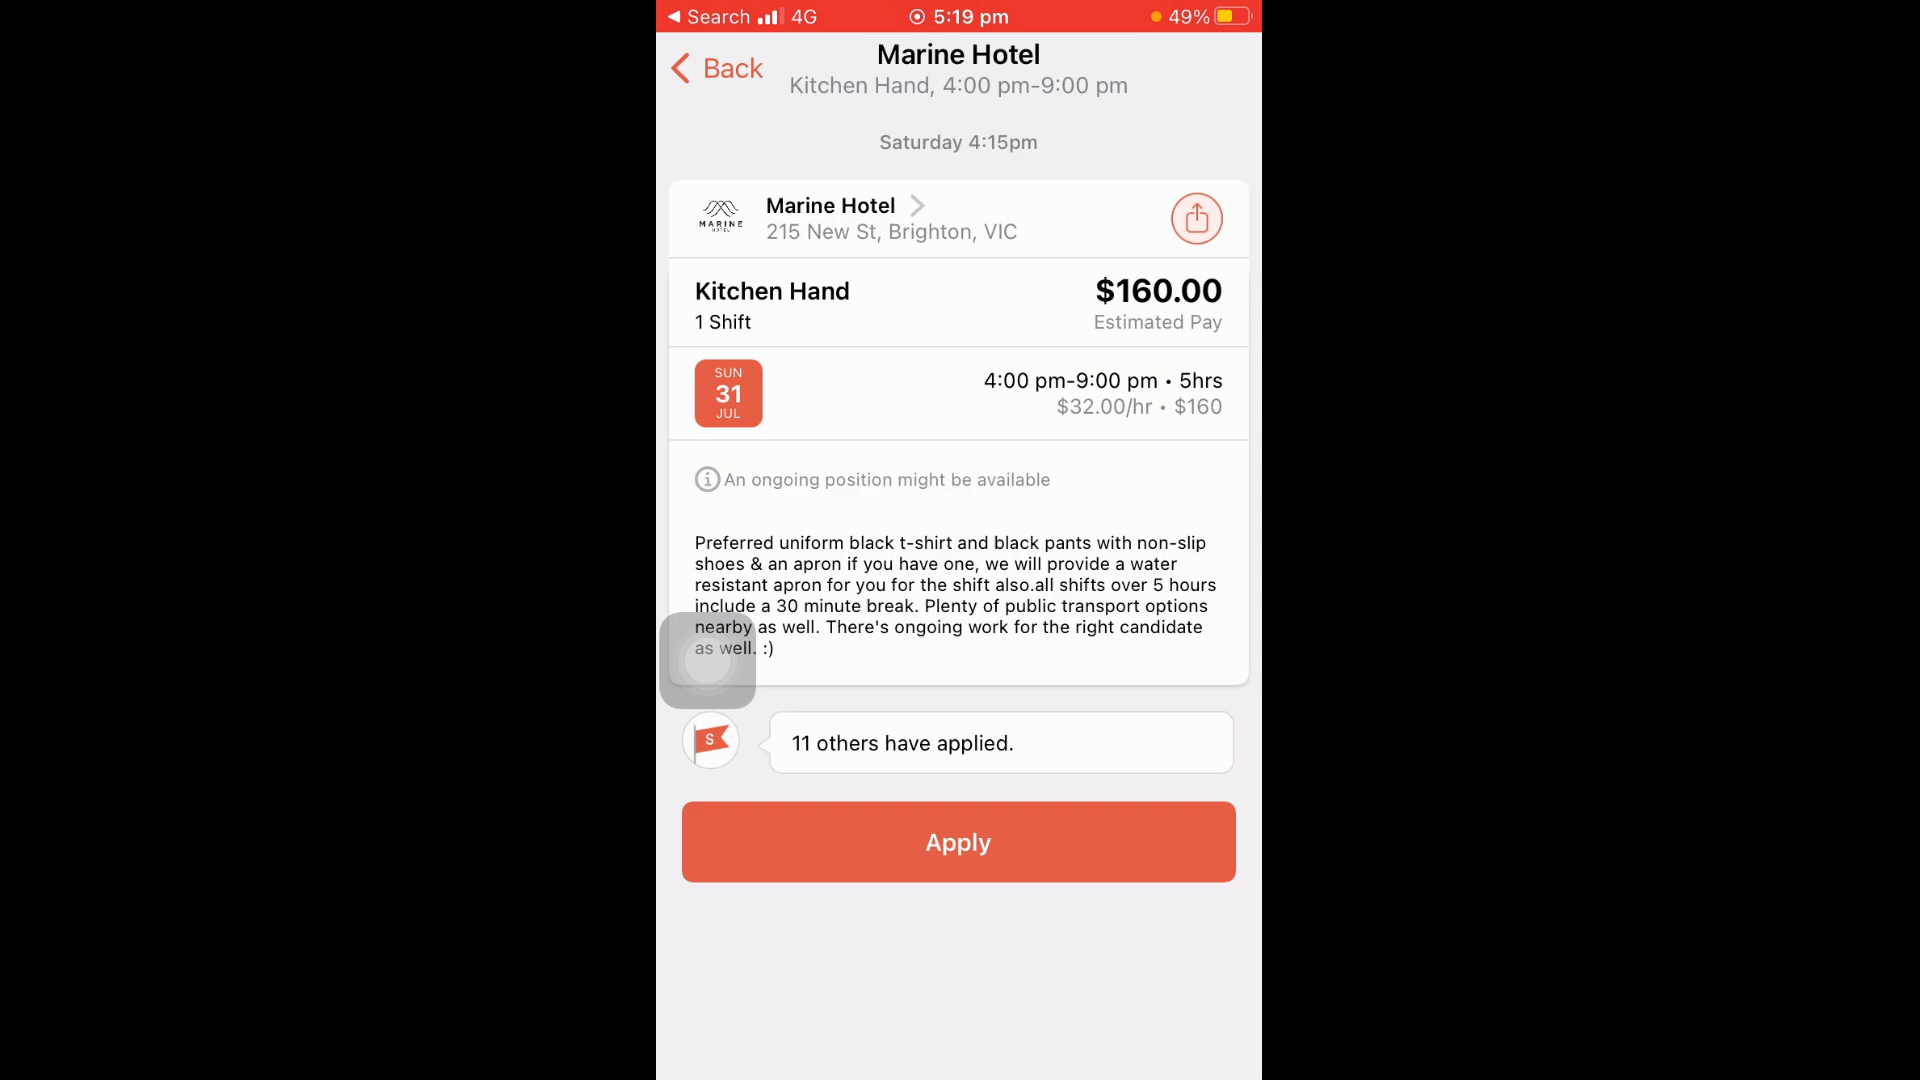 Search 4G 5:19 pm 49%
Back
Marine Hotel
Kitchen Hand, 4:00 pm-9:00 pm
Saturday 4:15pm
MARINE
HOTEL
Marine Hotel
215 New St, Brighton, VIC
Kitchen Hand
$160.00
1 Shift
Estimated Pay
SUN
31
JUL
4:00 pm-9:00 pm • 5hrs
$32.00/hr • $160
An ongoing position might be available
Preferred uniform black t-shirt and black pants with non-slip
shoes & an apron if you have one, we will provide a water
resistant apron for you for the shift also.all shifts over 5 hours
include a 30 minute break. Plenty of public transport options
nearby as well. There's ongoing work for the right candidate
as well. :)
S
11 others have applied.
Apply